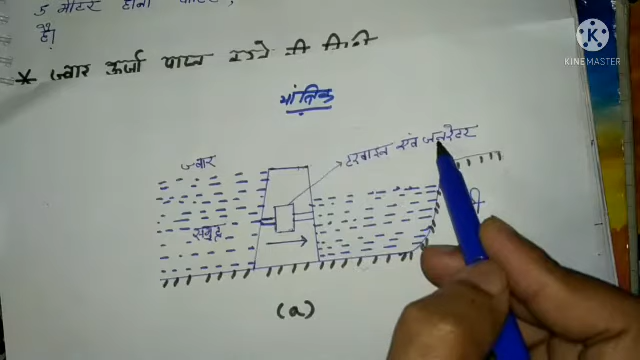 5 मीटर होना चाहिए,
है।
* ज्वार ऊर्जा प्राप्त करने की विधि
यांत्रिक
ज्वार
टरबाइन एवं जनरेटर
समुद्र
(a)
K
KINEMASTER